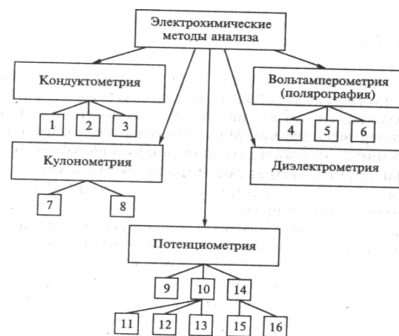 Электрохимические
методы анализа
Кондуктометрия
Вольтамперометрия
(полярография)
1 2 3
4 5 6
Кулонометрия
Диэлектрометрия
7 8
Потенциометрия
9 10 14
11 12 13 15 16